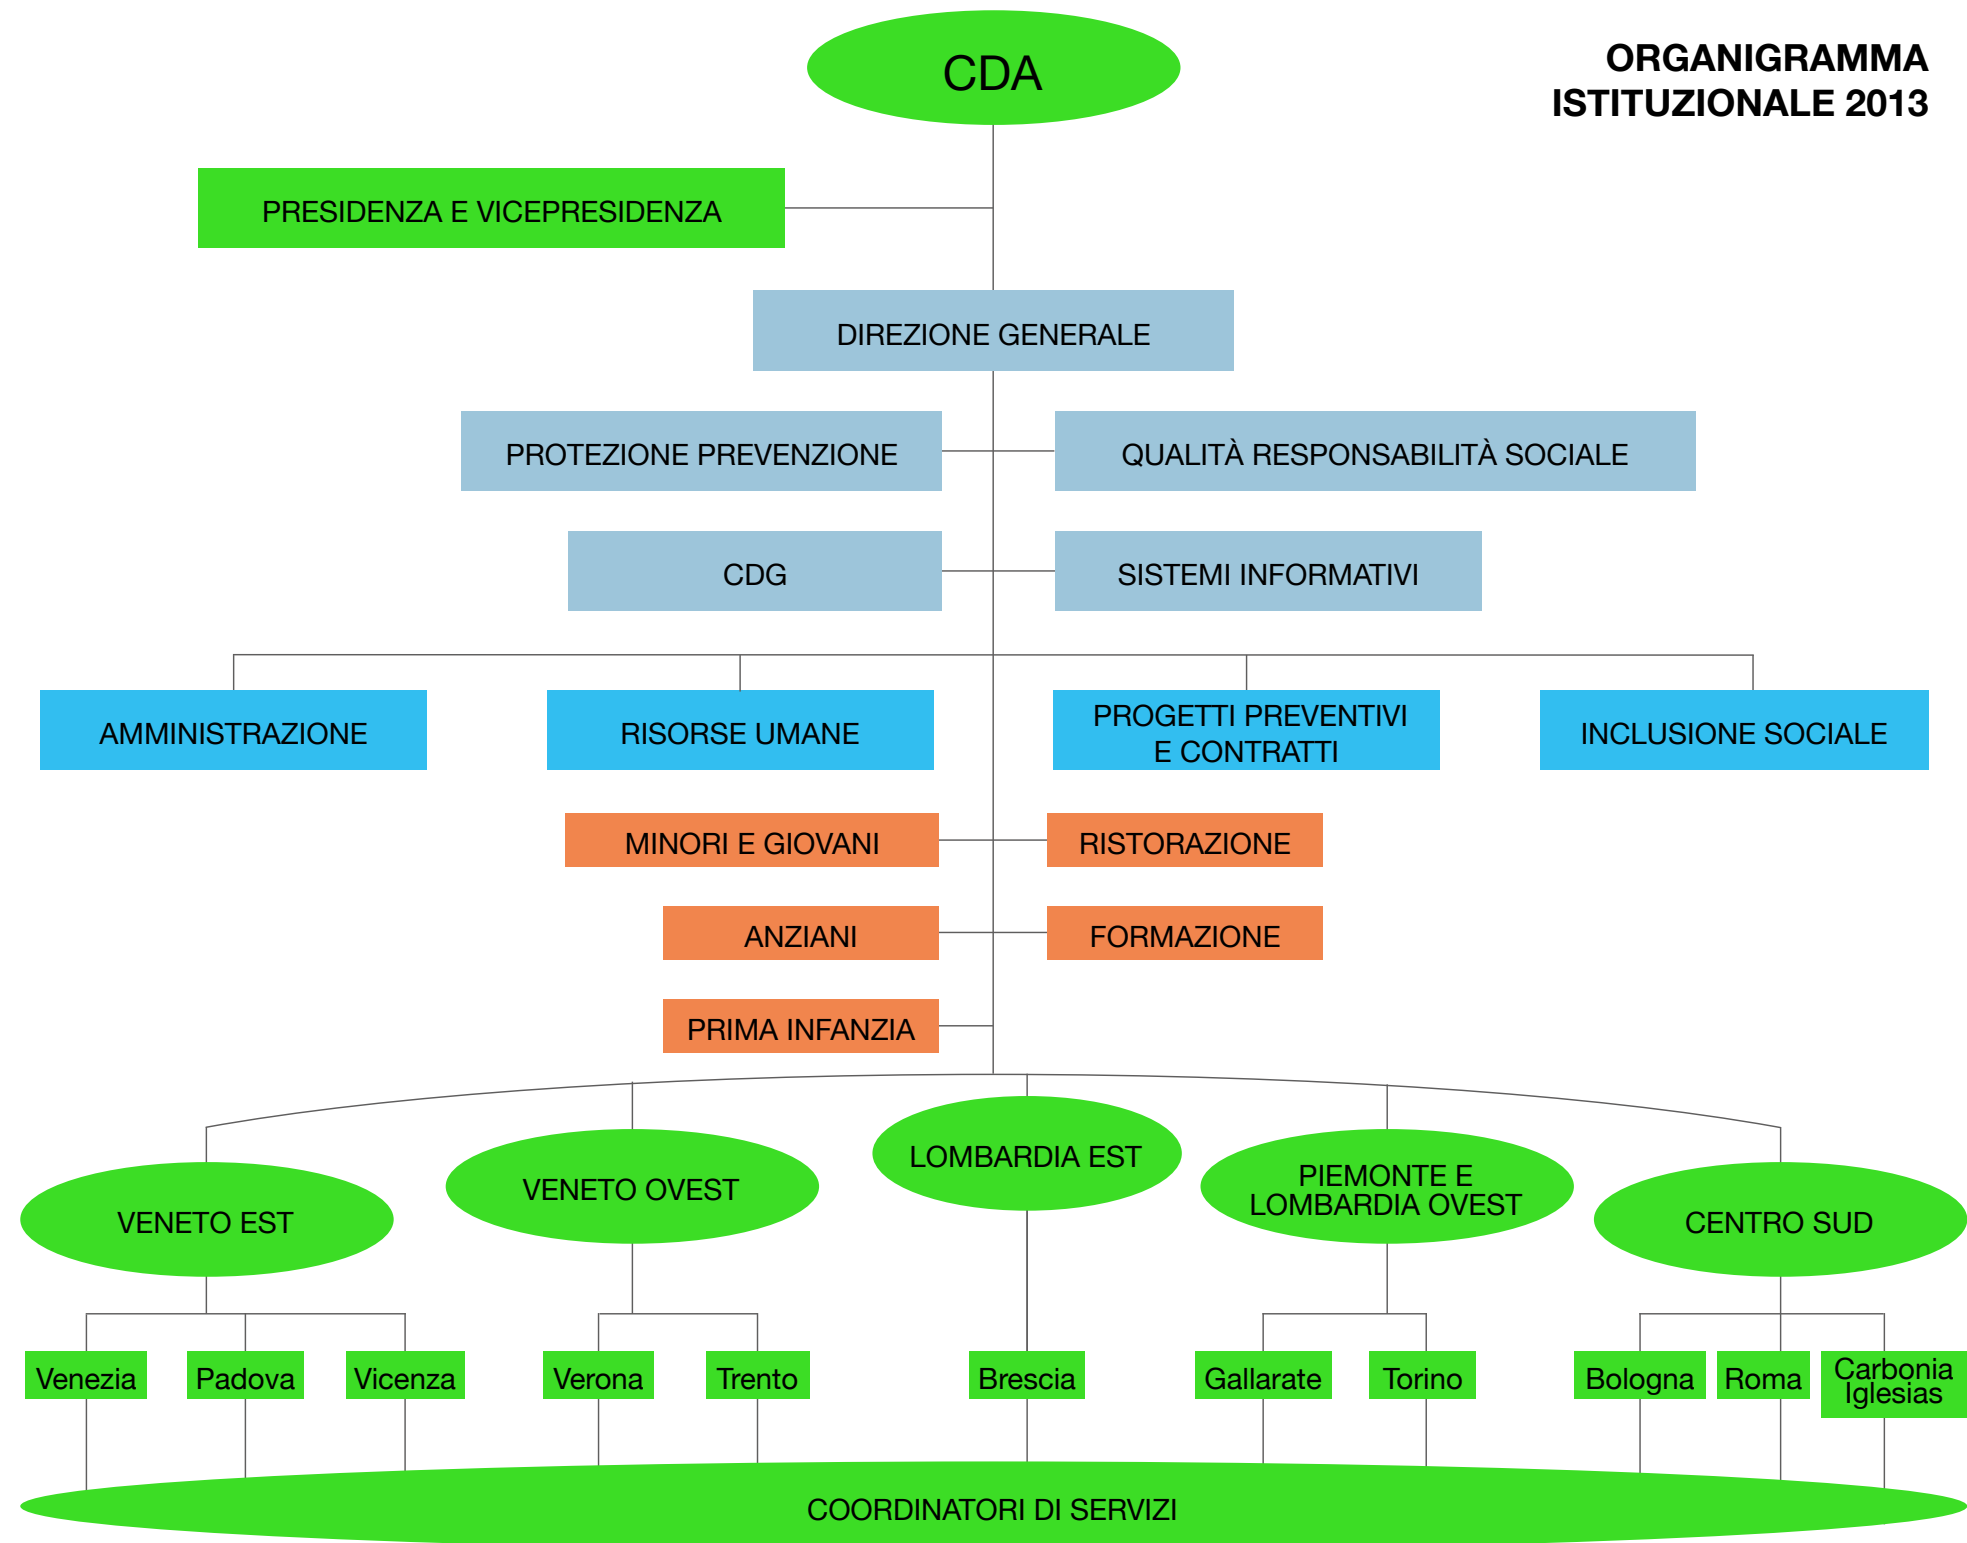 CDA
ORGANIGRAMMA
ISTITUZIONALE 2013
PRESIDENZA E VICEPRESIDENZA
DIREZIONE GENERALE
PROTEZIONE PREVENZIONE
QUALITÀ RESPONSABILITÀ SOCIALE
CDG
SISTEMI INFORMATIVI
AMMINISTRAZIONE
RISORSE UMANE
PROGETTI PREVENTIVI
E CONTRATTI
INCLUSIONE SOCIALE
MINORI E GIOVANI
RISTORAZIONE
ANZIANI
FORMAZIONE
PRIMA INFANZIA
VENETO EST
VENETO OVEST
LOMBARDIA EST
PIEMONTE E
LOMBARDIA OVEST
CENTRO SUD
Venezia
Padova
Vicenza
Verona
Trento
Brescia
Gallarate
Torino
Bologna
Roma
Carbonia
Iglesias
COORDINATORI DI SERVIZI